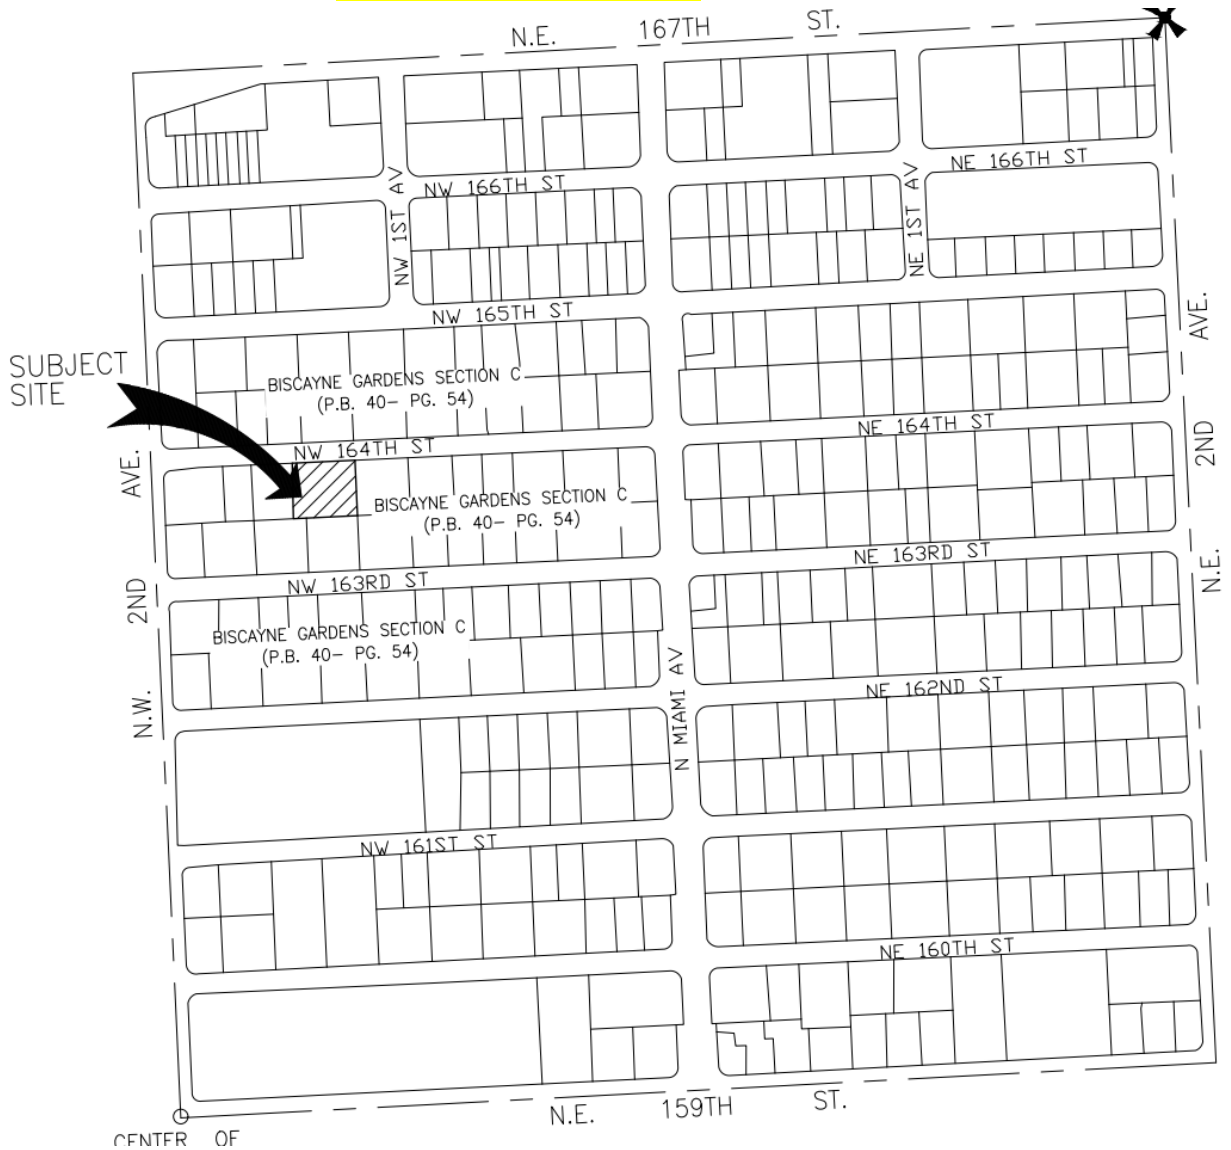 N.E. 167TH ST.
NE 166TH ST
NW 166TH ST
NW 1ST AV
NE 1ST AV
NW 165TH ST
AVE.
SUBJECT
SITE
BISCAYNE GARDENS SECTION C
(P.B. 40- PG. 54)
NE 164TH ST
NW 164TH ST
2ND
AVE.
BISCAYNE GARDENS SECTION C
(P.B. 40- PG. 54)
NE 163RD ST
N.E.
NW 163RD ST
2ND
BISCAYNE GARDENS SECTION C
(P.B. 40- PG. 54)
N MIAMI AV
NE 162ND ST
N.W.
NW 161ST ST
NE 160TH ST
N.E. 159TH ST.
CENTER OF